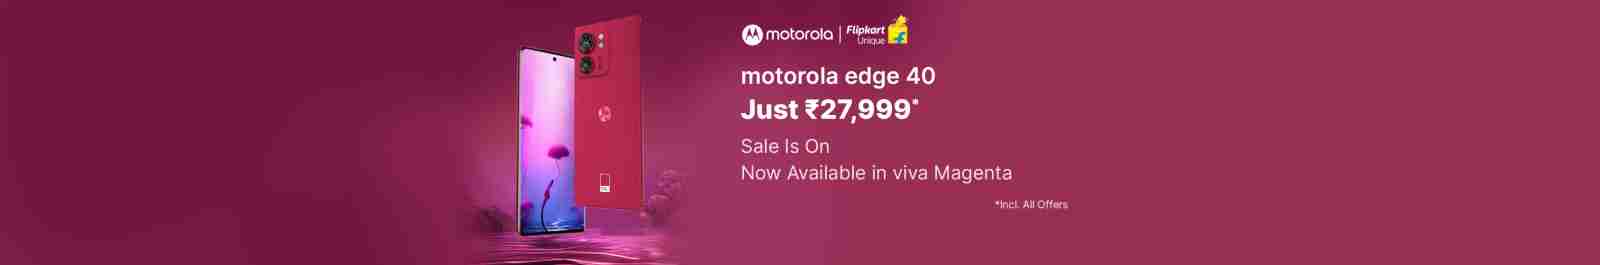 motorola | Flipkart Unique
motorola edge 40
Just ₹27,999*
Sale Is On
Now Available in viva Magenta
*Incl. All Offers